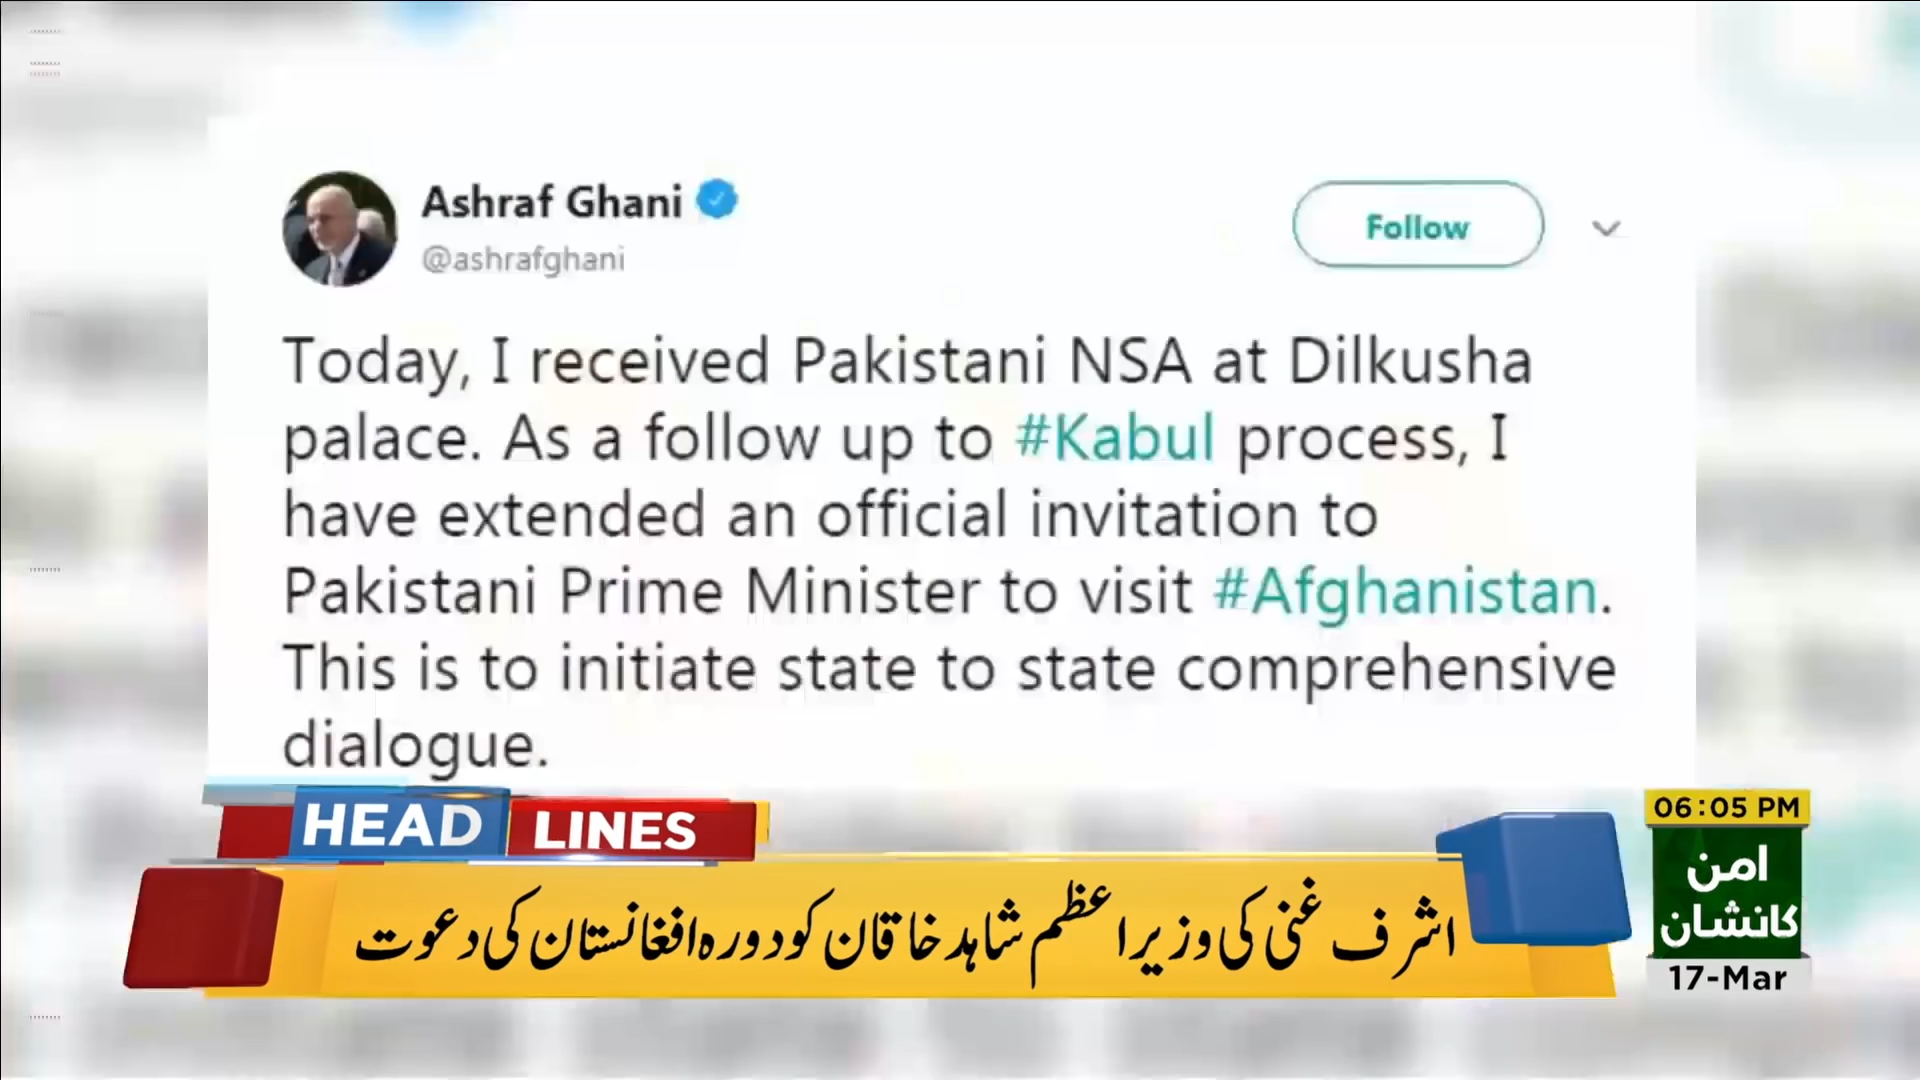 Ashraf Ghani
@ashrafghani
Follow
Today, I received Pakistani NSA at Dilkusha
palace. As a follow up to #Kabul process, I
have extended an official invitation to
Pakistani Prime Minister to visit #Afghanistan.
This is to initiate state to state comprehensive
dialogue.
HEAD LINES
اشرف غنی کی وزیراعظم شاہد خاقان کو دورہ افغانستان کی دعوت
06:05 PM
امن
کانشان
17-Mar